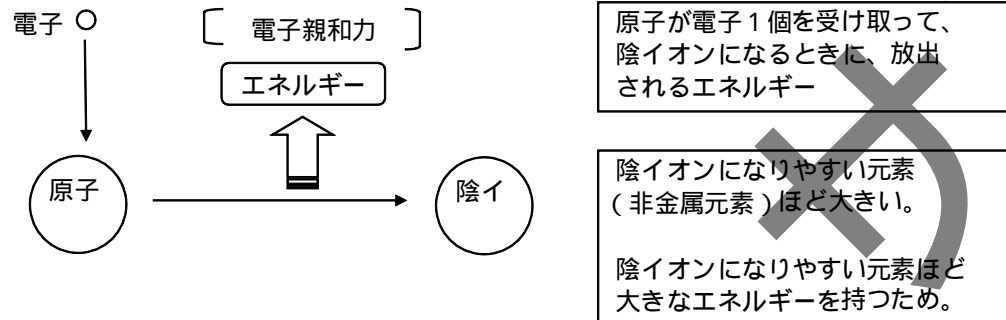 電子
〔 電子親和力 〕
エネルギー
原子
陰イ
原子が電子1個を受け取って、
陰イオンになるときに、放出
されるエネルギー
陰イオンになりやすい元素
(非金属元素)ほど大きい。
陰イオンになりやすい元素ほど
大きなエネルギーを持つため。